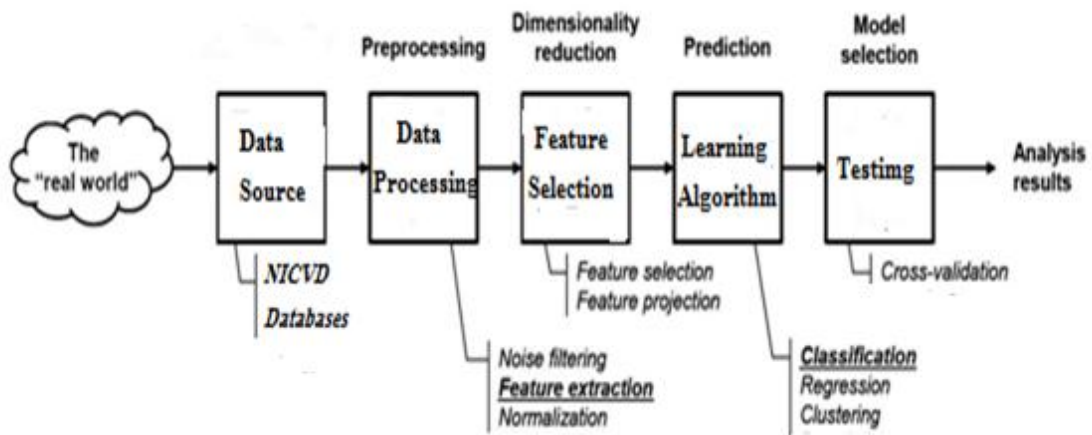 Preprocessing
Dimensionality
reduction
Prediction
Model
selection
The
"real world"
Data
Source
Data
Processing
Feature
Selection
Learning
Algorithm
Testimg
Analysis
results
NICVD
Databases
Noise filtering
Feature extraction
Normalization
Feature selection
Feature projection
Classification
Regression
Clustering
Cross-validation